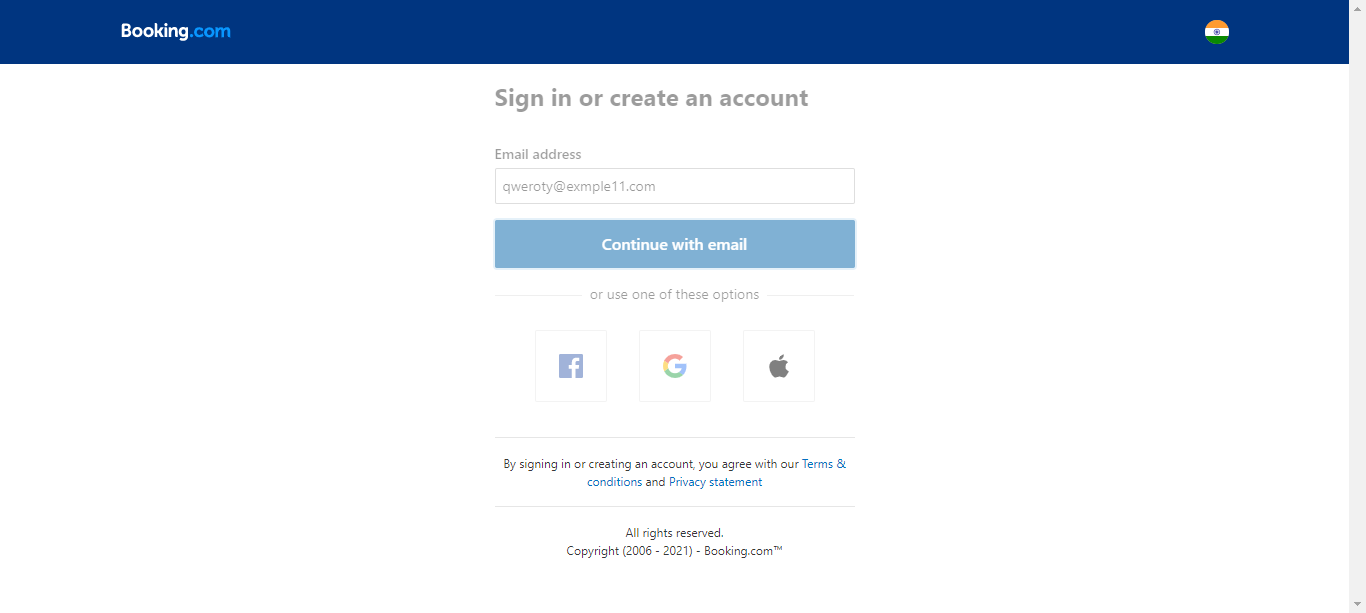 Booking.com
Sign in or create an account
Email address
qweroty@exmple11.com
Continue with email
or use one of these options
By signing in or creating an account, you agree with our Terms &
conditions and Privacy statement
All rights reserved.
Copyright (2006 - 2021) - Booking.com™